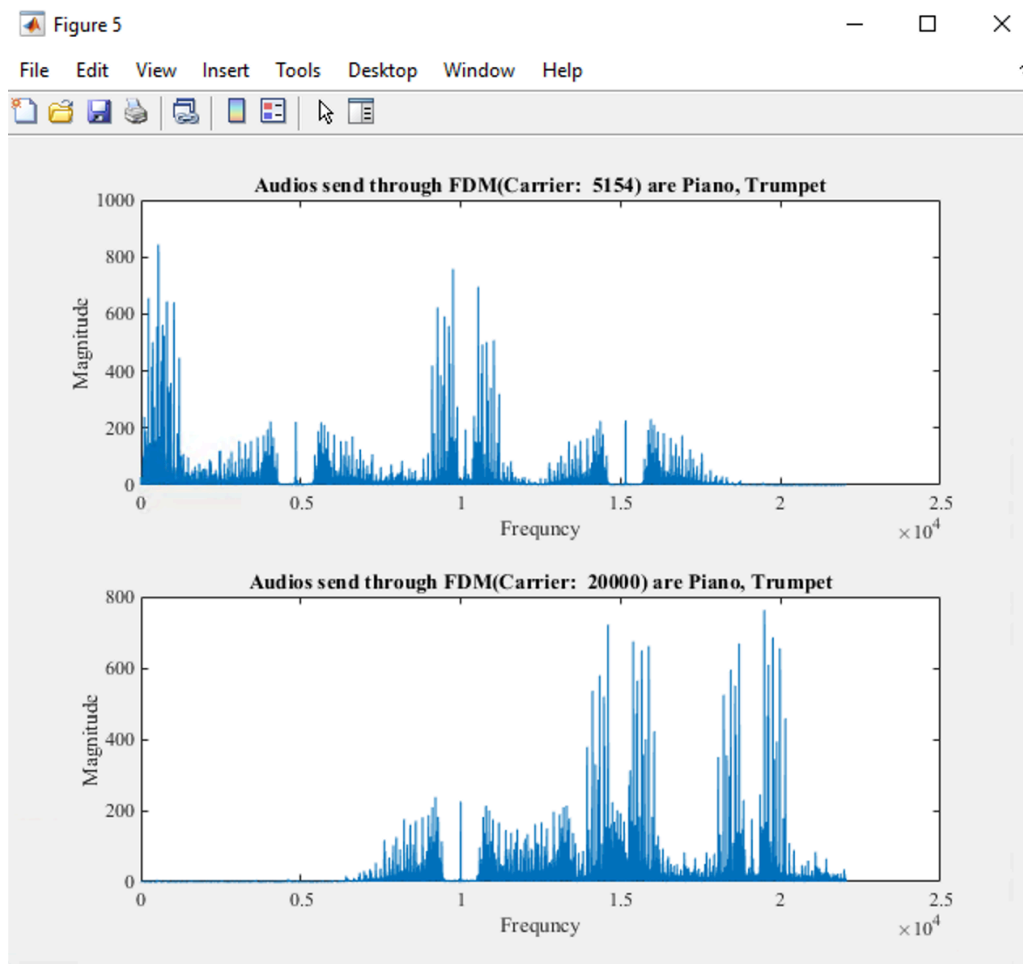 Figure 5
File Edit View Insert Tools Desktop Window Help
Audios send through FDM(Carrier:  5154) are Piano, Trumpet
1000
800
600
400
200
0
Magnitude
0 0.5 1 1.5 2 2.5
Frequncy
×10^4
Audios send through FDM(Carrier:  20000) are Piano, Trumpet
800
600
400
200
0
Magnitude
0 0.5 1 1.5 2 2.5
Frequncy
×10^4